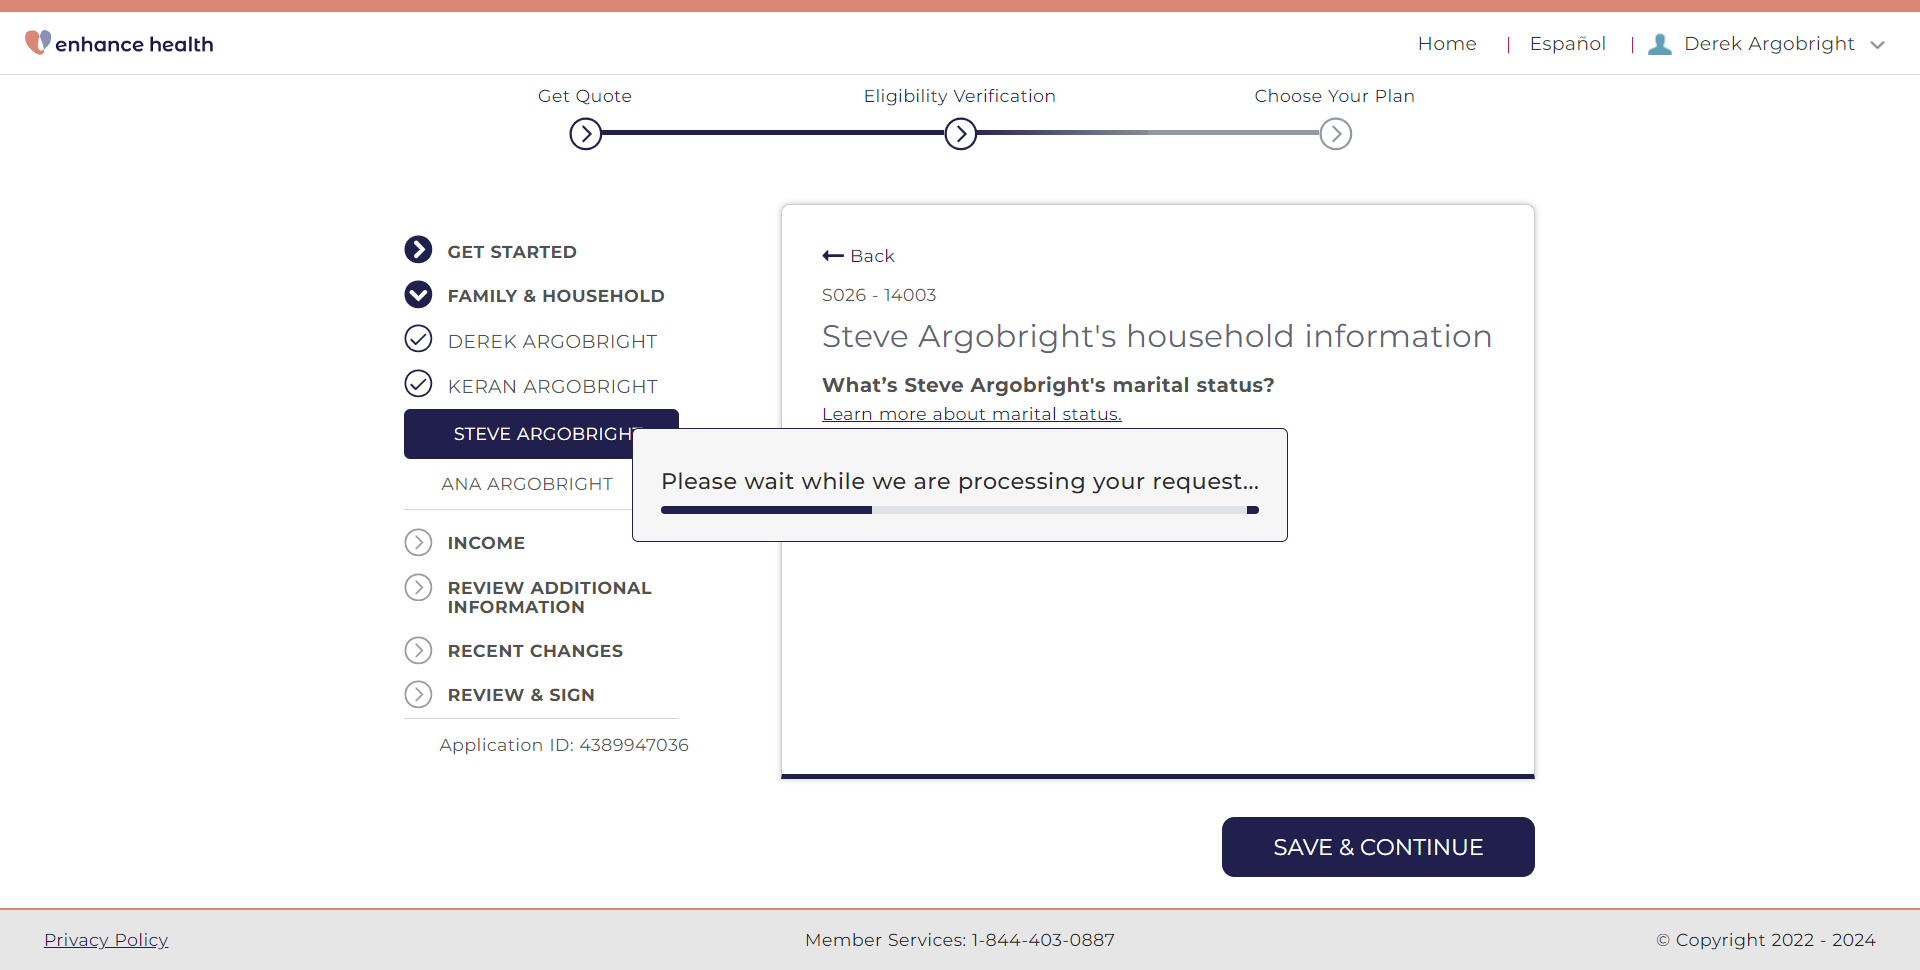 enhance health
Home | Español | Derek Argobright
Get Quote
Eligibility Verification
Choose Your Plan
GET STARTED
FAMILY & HOUSEHOLD
DEREK ARGOBRIGHT
KERAN ARGOBRIGHT
STEVE ARGOBRIGHT
ANA ARGOBRIGHT
INCOME
REVIEW ADDITIONAL
INFORMATION
RECENT CHANGES
REVIEW & SIGN
Application ID: 4389947036
Back
S026 - 14003
Steve Argobright's household information
What’s Steve Argobright's marital status?
Learn more about marital status.
Please wait while we are processing your request...
SAVE & CONTINUE
Privacy Policy
Member Services: 1-844-403-0887
© Copyright 2022 - 2024